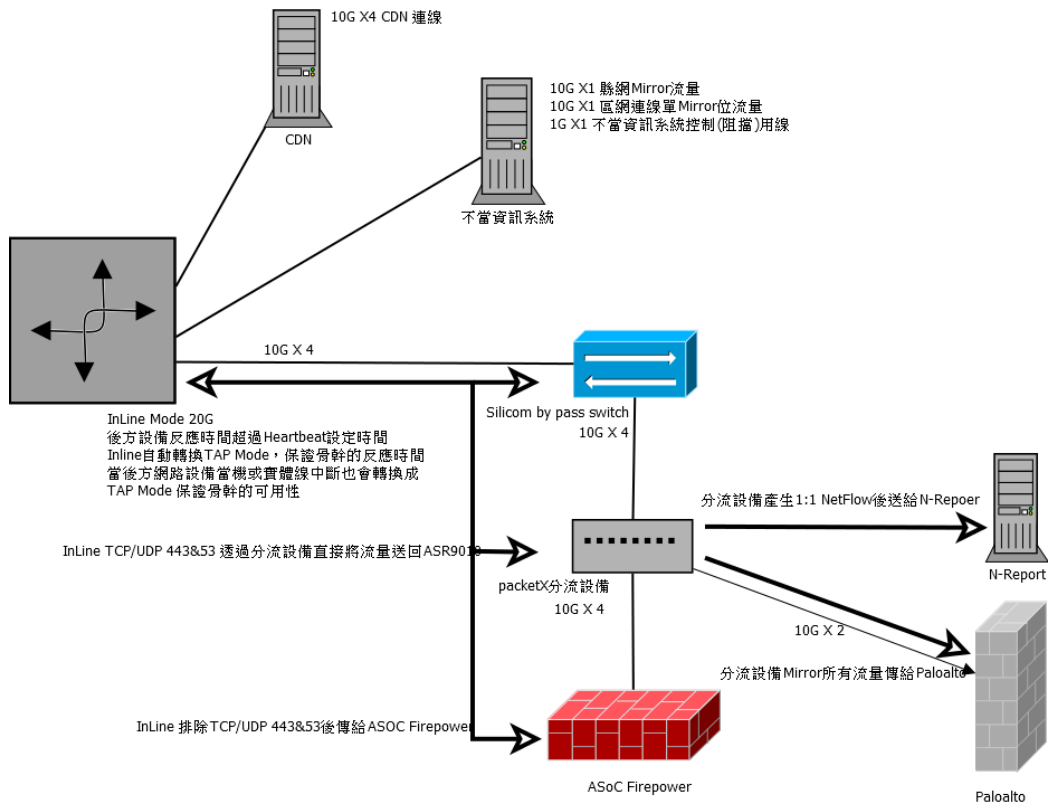 10G X4 CDN 連線
CDN
10G X1 縣網Mirror流量
10G X1 區網連線單Mirror位流量
1G X1 不當資訊系統控制(阻擋)用線
不當資訊系統
10G X 4
Silicom by pass switch
10G X 4
InLine Mode 20G
後方設備反應時間超過Heartbeat設定時間
Inline自動轉換TAP Mode，保證骨幹的反應時間
當後方網路設備當機或實體線中斷也會轉換成
TAP Mode 保證骨幹的可用性
分流設備產生1:1 NetFlow後送給N-Repoer
N-Report
InLine TCP/UDP 443&53 透過分流設備直接將流量送回ASR9010
packetX分流設備
10G X 4
10G X 2
分流設備Mirror所有流量傳給Paloalto
InLine 排除TCP/UDP 443&53後傳給ASOC Firepower
ASoC Firepower
Paloalto